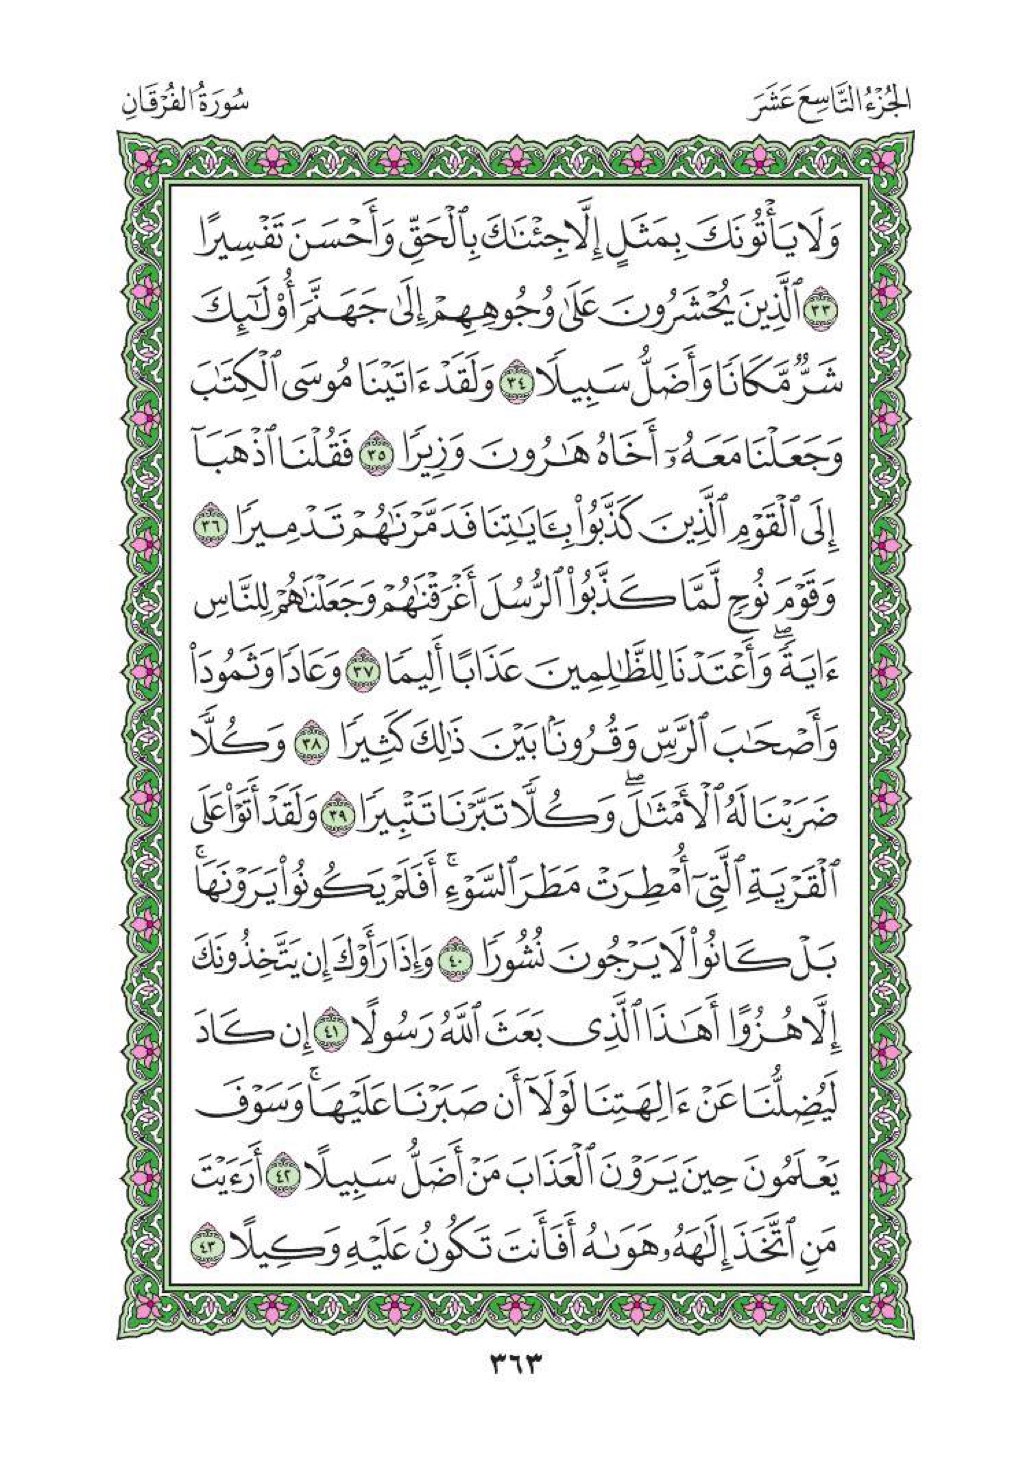 الجُزْءُ التَّاسِعَ عَشَرَ
سُورَةُ الفُرْقَانِ
وَلَا يَأْتُونَكَ بِمَثَلٍ إِلَّا جِئْنَٰكَ بِٱلْحَقِّ وَأَحْسَنَ تَفْسِيرًا
٣٣ ٱلَّذِينَ يُحْشَرُونَ عَلَىٰ وُجُوهِهِمْ إِلَىٰ جَهَنَّمَ أُو۟لَٰٓئِكَ
شَرٌّ مَّكَانًا وَأَضَلُّ سَبِيلًا ٣٤ وَلَقَدْ ءَاتَيْنَا مُوسَى ٱلْكِتَٰبَ
وَجَعَلْنَا مَعَهُۥٓ أَخَاهُ هَٰرُونَ وَزِيرًا ٣٥ فَقُلْنَا ٱذْهَبَآ
إِلَى ٱلْقَوْمِ ٱلَّذِينَ كَذَّبُوا۟ بِـَٔايَٰتِنَا فَدَمَّرْنَٰهُمْ تَدْمِيرًا ٣٦
وَقَوْمَ نُوحٍ لَّمَّا كَذَّبُوا۟ ٱلرُّسُلَ أَغْرَقْنَٰهُمْ وَجَعَلْنَٰهُمْ لِلنَّاسِ
ءَايَةً ۖ وَأَعْتَدْنَا لِلظَّٰلِمِينَ عَذَابًا أَلِيمًا ٣٧ وَعَادًا وَثَمُودَا۟
وَأَصْحَٰبَ ٱلرَّسِّ وَقُرُونًۢا بَيْنَ ذَٰلِكَ كَثِيرًا ٣٨ وَكُلًّا
ضَرَبْنَا لَهُ ٱلْأَمْثَٰلَ ۖ وَكُلًّا تَبَّرْنَا تَتْبِيرًا ٣٩ وَلَقَدْ أَتَوْا۟ عَلَى
ٱلْقَرْيَةِ ٱلَّتِىٓ أُمْطِرَتْ مَطَرَ ٱلسَّوْءِ ۚ أَفَلَمْ يَكُونُوا۟ يَرَوْنَهَا ۚ
بَلْ كَانُوا۟ لَا يَرْجُونَ نُشُورًا ٤٠ وَإِذَا رَأَوْكَ إِن يَتَّخِذُونَكَ
إِلَّا هُزُوًا أَهَٰذَا ٱلَّذِى بَعَثَ ٱللَّهُ رَسُولًا ٤١ إِن كَادَ
لَيُضِلُّنَا عَنْ ءَالِهَتِنَا لَوْلَآ أَن صَبَرْنَا عَلَيْهَا ۚ وَسَوْفَ
يَعْلَمُونَ حِينَ يَرَوْنَ ٱلْعَذَابَ مَنْ أَضَلُّ سَبِيلًا ٤٢ أَرَءَيْتَ
مَنِ ٱتَّخَذَ إِلَٰهَهُۥ هَوَىٰهُ أَفَأَنتَ تَكُونُ عَلَيْهِ وَكِيلًا ٤٣
٣٦٣